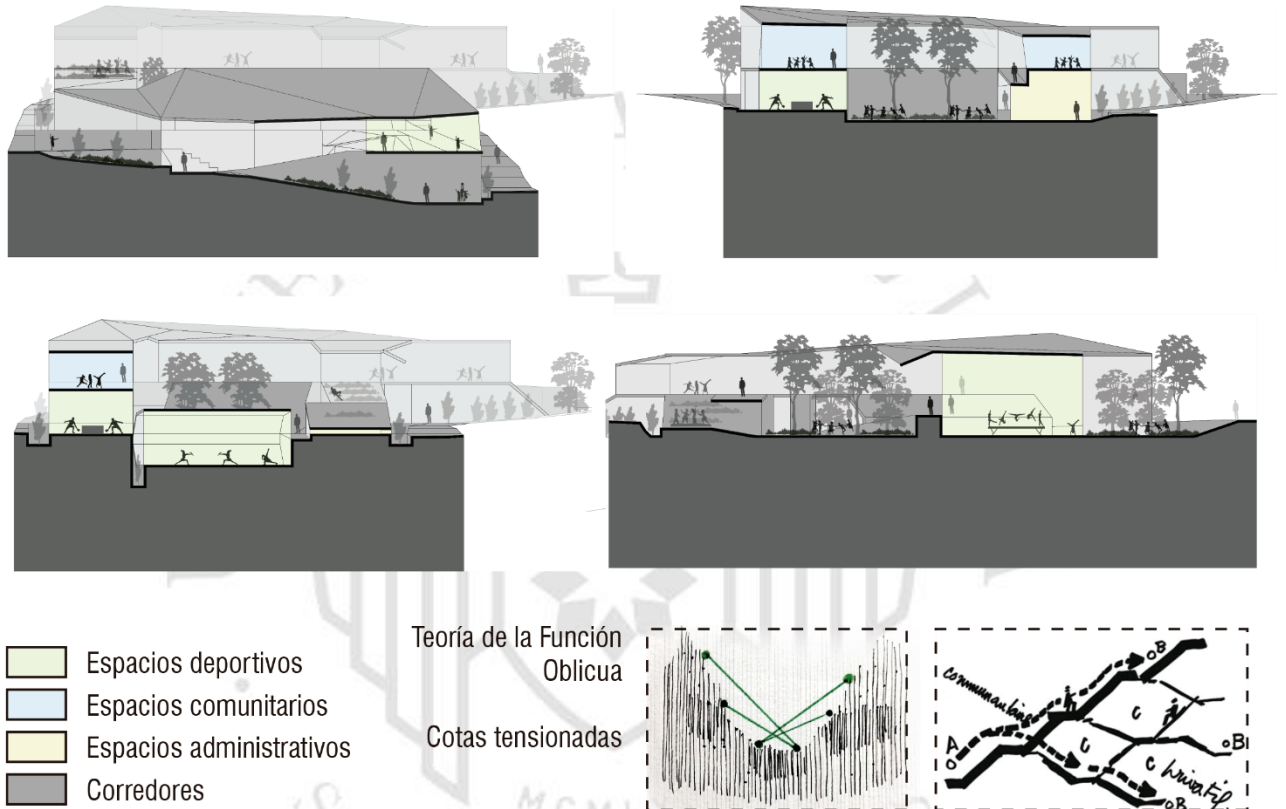 Espacios deportivos
Espacios comunitarios
Espacios administrativos
Corredores
Teoría de la Función
Oblicua
Cotas tensionadas
A
B
B
B
C
C
C